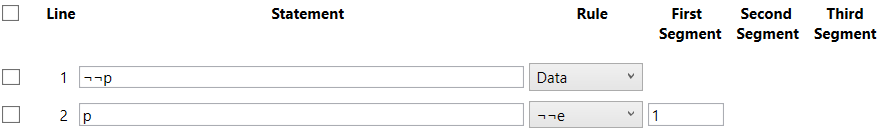 Line Statement Rule First Segment Second Segment Third Segment
1 ¬¬p Data
2 p ¬¬e 1